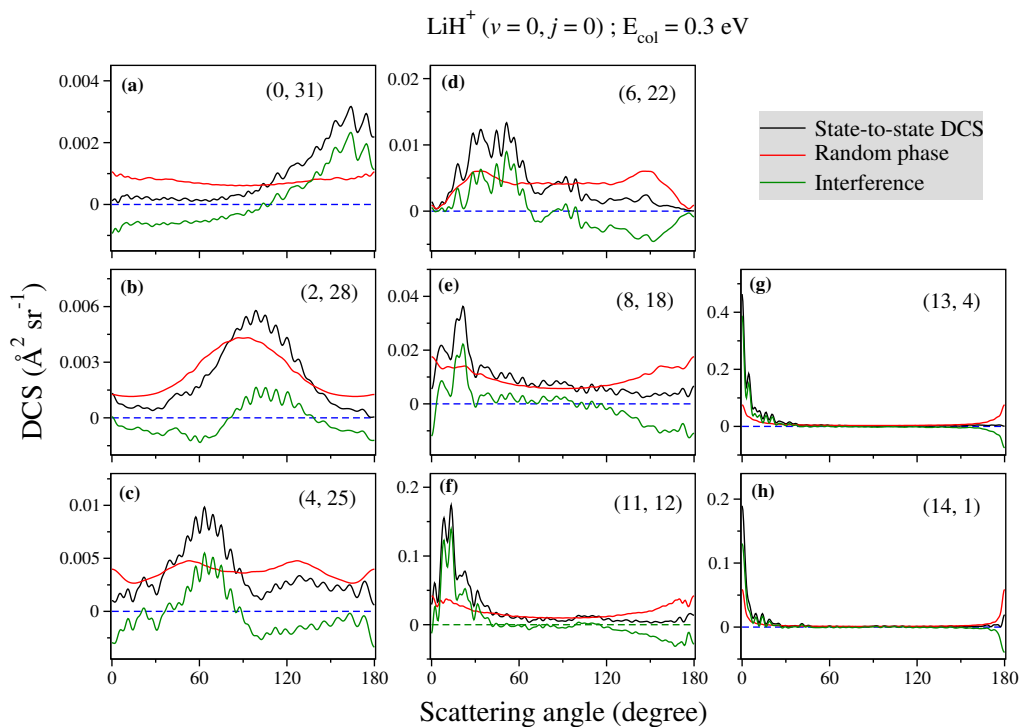 LiH⁺ (v = 0, j = 0) ; E_col = 0.3 eV
(a)
(0, 31)
0.004
0.002
0
(d)
(6, 22)
0.02
0.01
0
State-to-state DCS
Random phase
Interference
(b)
(2, 28)
0.006
0.003
0
(e)
(8, 18)
0.04
0.02
0
(g)
(13, 4)
0.4
0.2
0
(c)
(4, 25)
0.01
0.005
0
(f)
(11, 12)
0.2
0.1
0
(h)
(14, 1)
0.2
0.1
0
0 60 120 180
0 60 120 180
0 60 120 180
DCS (Å² sr⁻¹)
Scattering angle (degree)